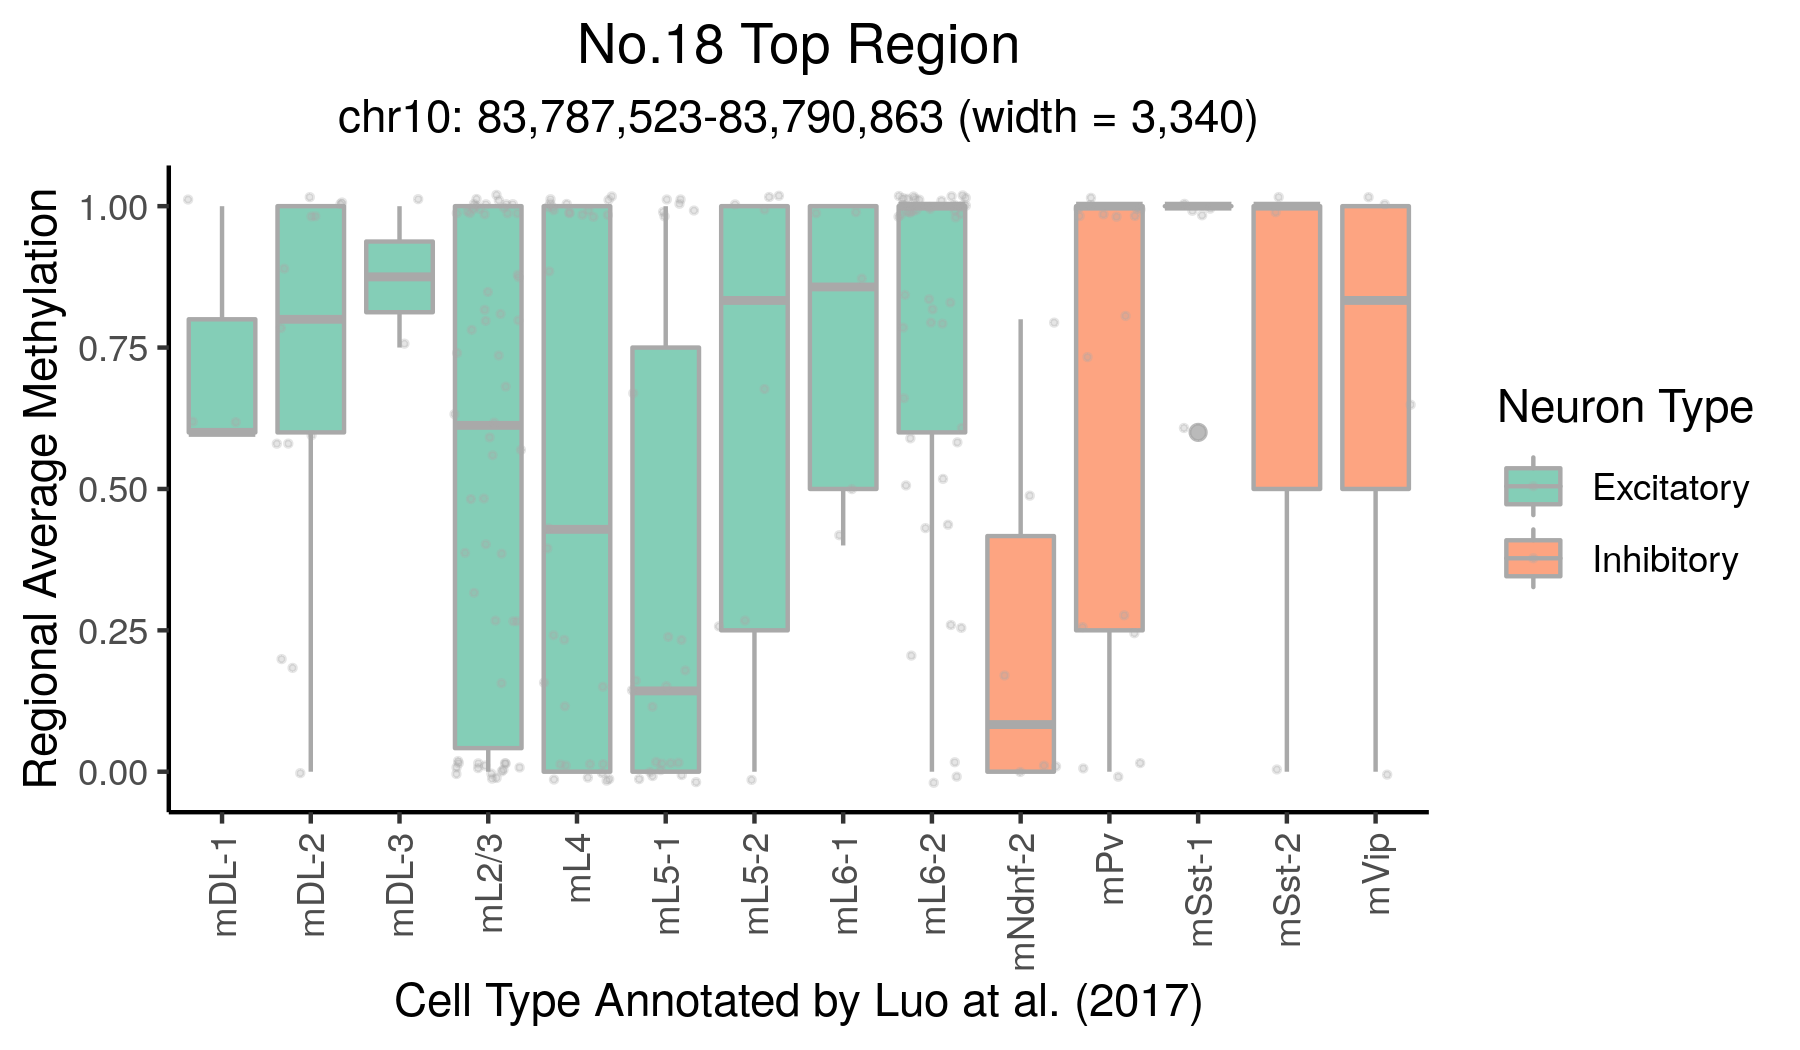 No.18 Top Region
chr10: 83,787,523-83,790,863 (width = 3,340)
Regional Average Methylation
1.00
0.75
0.50
0.25
0.00
mDL-1
mDL-2
mDL-3
mL2/3
mL4
mL5-1
mL5-2
mL6-1
mL6-2
mNdnf-2
mPv
mSst-1
mSst-2
mVip
Cell Type Annotated by Luo at al. (2017)
Neuron Type
Excitatory
Inhibitory